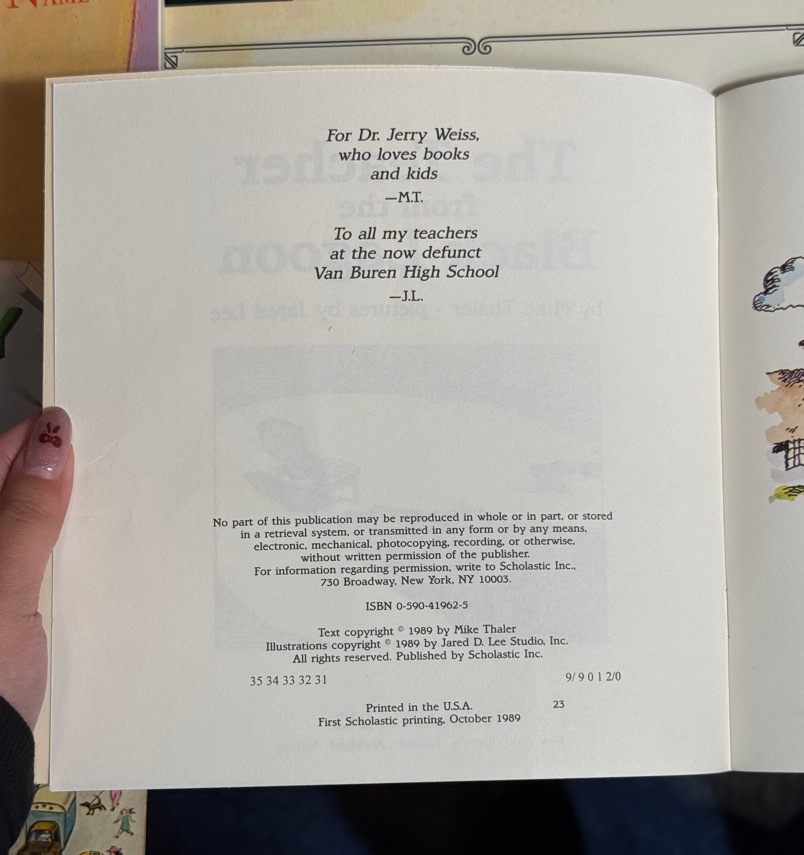 NAME
For Dr. Jerry Weiss,
who loves books
and kids
—M.T.
To all my teachers
at the now defunct
Van Buren High School
—J.L.
No part of this publication may be reproduced in whole or in part, or stored
in a retrieval system, or transmitted in any form or by any means,
electronic, mechanical, photocopying, recording, or otherwise,
without written permission of the publisher.
For information regarding permission, write to Scholastic Inc.,
730 Broadway, New York, NY 10003.
ISBN 0-590-41962-5
Text copyright © 1989 by Mike Thaler
Illustrations copyright © 1989 by Jared D. Lee Studio, Inc.
All rights reserved. Published by Scholastic Inc.
35 34 33 32 31 9/ 9 0 1 2/0
Printed in the U.S.A. 23
First Scholastic printing, October 1989